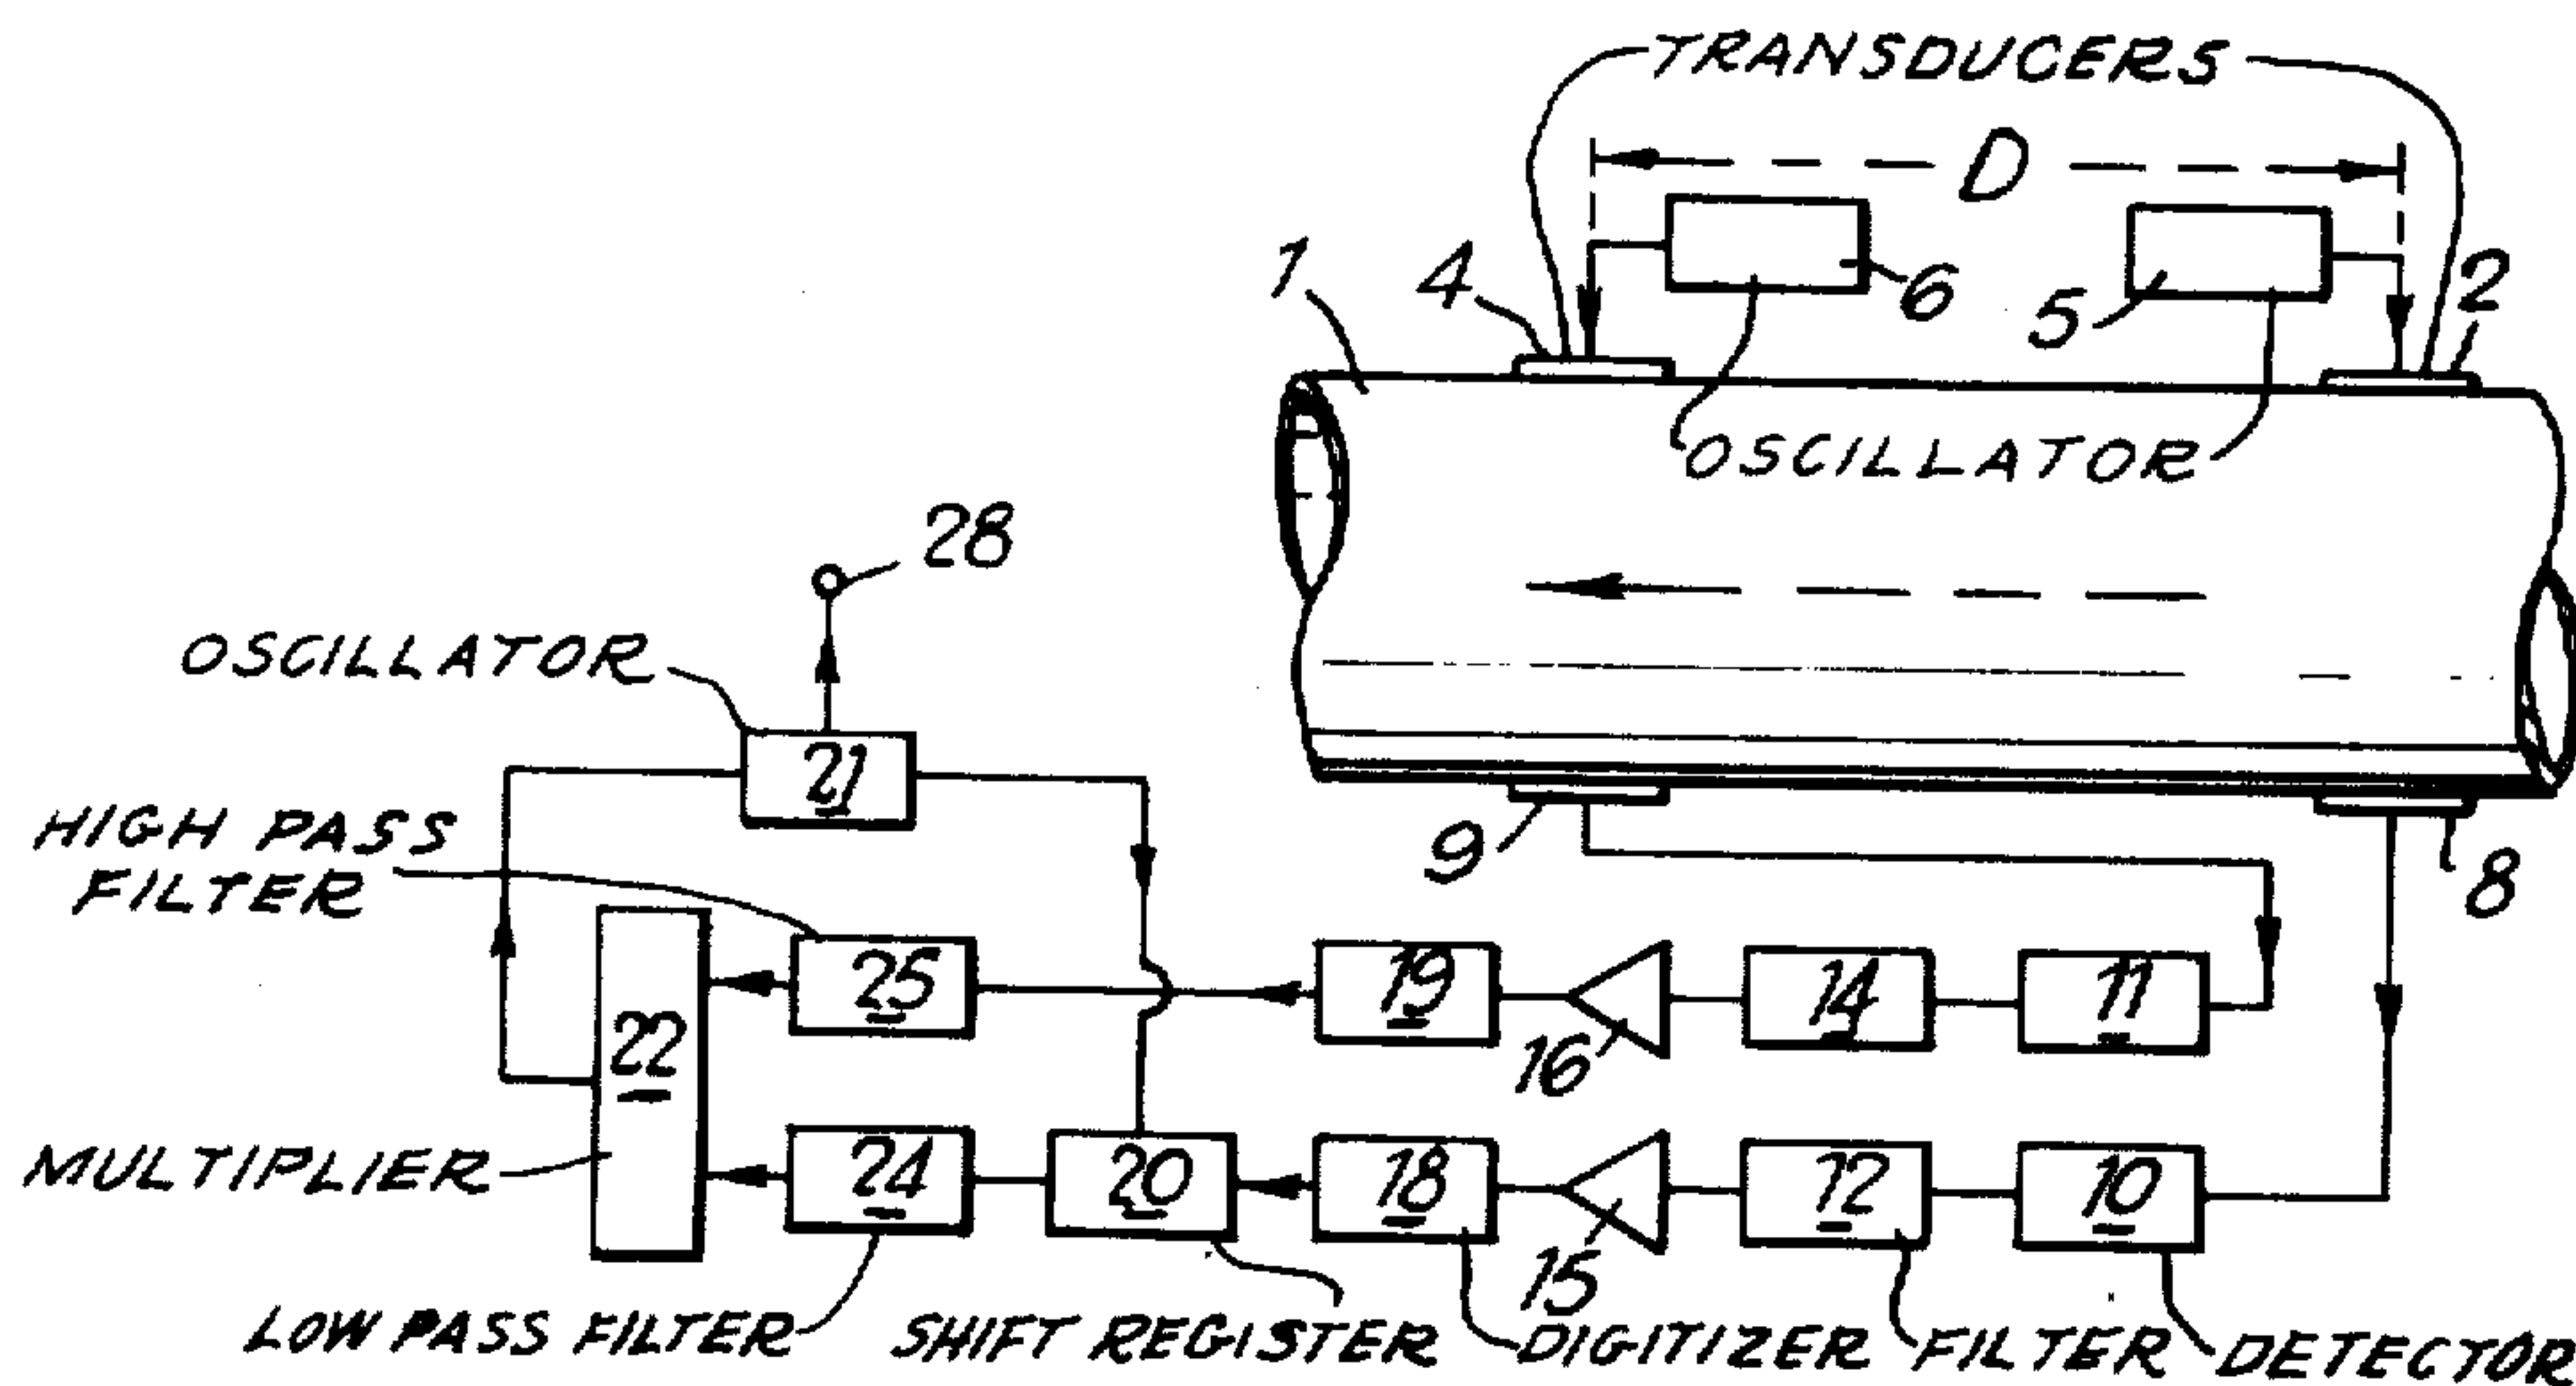 TRANSDUCERS
D
1
4
6
5
2
OSCILLATOR
28
OSCILLATOR
21
HIGH PASS
FILTER
9
8
25
19
16
14
11
22
MULTIPLIER
24
20
18
15
12
10
LOW PASS FILTER
SHIFT REGISTER
DIGITIZER
FILTER
DETECTOR